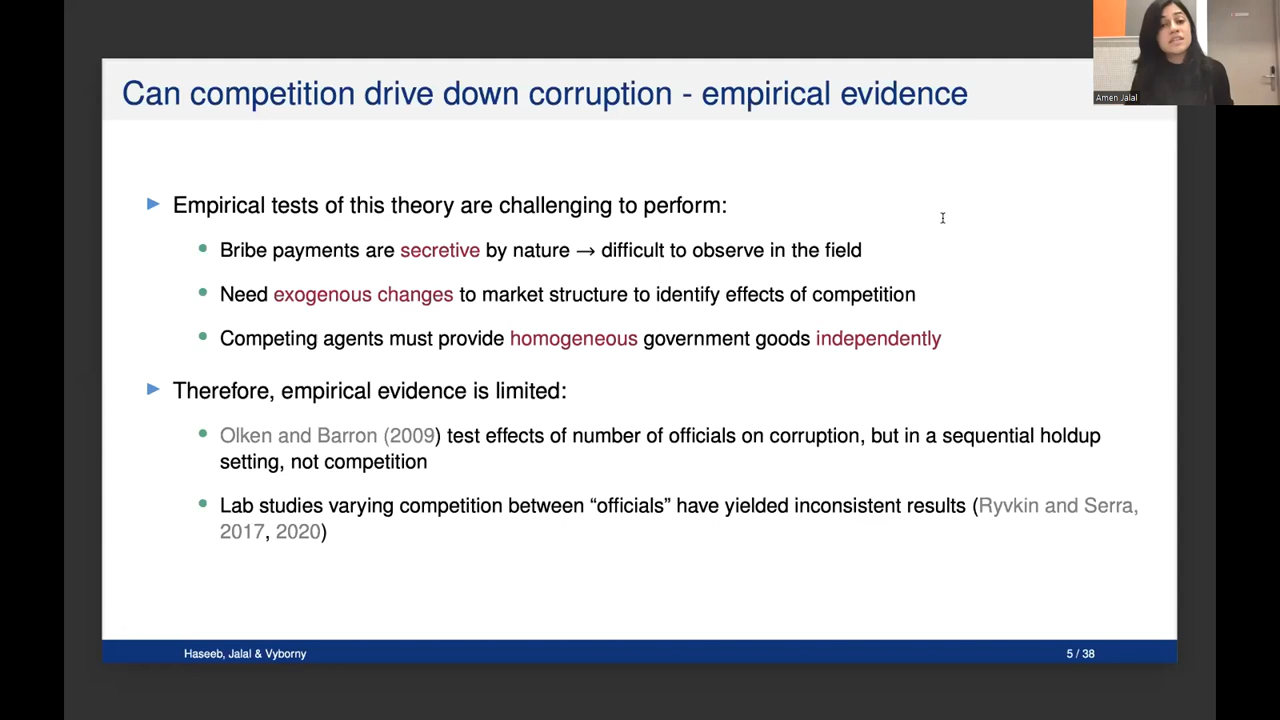 Can competition drive down corruption - empirical evidence
Amen Jalal
Empirical tests of this theory are challenging to perform:
Bribe payments are secretive by nature → difficult to observe in the field
Need exogenous changes to market structure to identify effects of competition
Competing agents must provide homogeneous government goods independently
Therefore, empirical evidence is limited:
Olken and Barron (2009) test effects of number of officials on corruption, but in a sequential holdup
setting, not competition
Lab studies varying competition between “officials” have yielded inconsistent results (Ryvkin and Serra,
2017, 2020)
Haseeb, Jalal & Vyborny
5 / 38